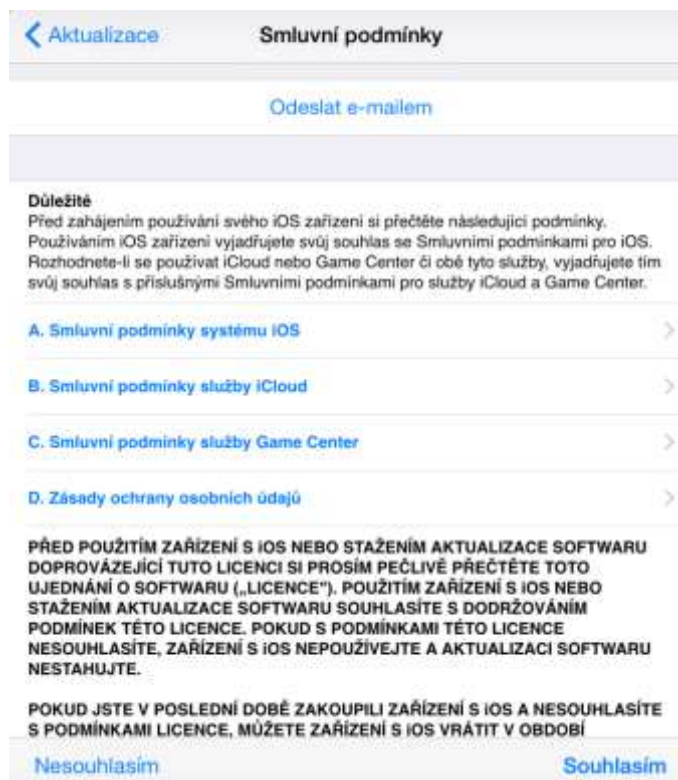 Aktualizace
Smluvní podmínky
Odeslat e-mailem
Důležité
Před zahájením používání svého iOS zařízení si přečtěte následující podmínky.
Používáním iOS zařízení vyjadřujete svůj souhlas se Smluvními podmínkami pro iOS.
Rozhodnete-li se používat iCloud nebo Game Center či obě tyto služby, vyjadřujete tím
svůj souhlas s příslušnými Smluvními podmínkami pro služby iCloud a Game Center.
A. Smluvní podmínky systému iOS
B. Smluvní podmínky služby iCloud
C. Smluvní podmínky služby Game Center
D. Zásady ochrany osobních údajů
PŘED POUŽITÍM ZAŘÍZENÍ S iOS NEBO STAŽENÍM AKTUALIZACE SOFTWARU
DOPROVÁZEJÍCÍ TUTO LICENCI SI PROSÍM PEČLIVĚ PŘEČTĚTE TOTO
UJEDNÁNÍ O SOFTWARU („LICENCE"). POUŽITÍM ZAŘÍZENÍ S iOS NEBO
STAŽENÍM AKTUALIZACE SOFTWARU SOUHLASÍTE S DODRŽOVÁNÍM
PODMÍNEK TÉTO LICENCE. POKUD S PODMÍNKAMI TÉTO LICENCE
NESOUHLASÍTE, ZAŘÍZENÍ S iOS NEPOUŽÍVEJTE A AKTUALIZACI SOFTWARU
NESTAHUJTE.
POKUD JSTE V POSLEDNÍ DOBĚ ZAKOUPILI ZAŘÍZENÍ S iOS A NESOUHLASÍTE
S PODMÍNKAMI LICENCE, MŮŽETE ZAŘÍZENÍ S iOS VRÁTIT V OBDOBÍ
Nesouhlasím
Souhlasím